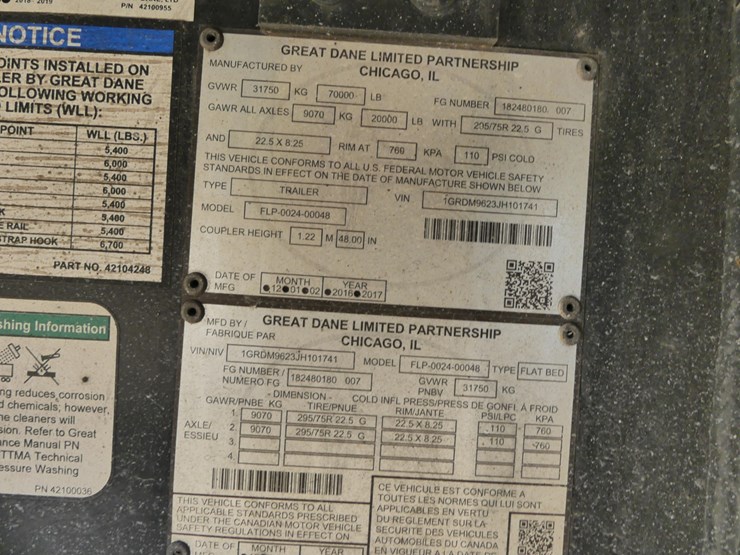 2018- 2019
P/N 42100955
NOTICE
OINTS INSTALLED ON
LER BY GREAT DANE
OLLOWING WORKING
LIMITS (WLL):
POINT WLL (LBS.)
5,400
6,000
5,400
6,000
5,400
K 5,400
E RAIL 5,400
STRAP HOOK 6,700
PART NO. 42104248
shing Information
ng reduces corrosion
d chemicals, however,
ne cleaners will
sion. Refer to Great
ance Manual PN
TTMA Technical
essure Washing
PN 42100036
GREAT DANE LIMITED PARTNERSHIP
MANUFACTURED BY CHICAGO, IL
GVWR 31750 KG 70000 LB FG NUMBER 182480180 007
GAWR ALL AXLES 9070 KG 20000 LB WITH 295/75R 22.5 G TIRES
AND 22.5 X 8.25 RIM AT 760 KPA 110 PSI COLD
THIS VEHICLE CONFORMS TO ALL U.S. FEDERAL MOTOR VEHICLE SAFETY
STANDARDS IN EFFECT ON THE DATE OF MANUFACTURE SHOWN BELOW
TYPE TRAILER VIN 1GRDM9623JH101741
MODEL FLP-0024-00048
COUPLER HEIGHT 1.22 M 48.00 IN
DATE OF MFG MONTH YEAR
12 01 02 2016 2017
MFD BY / GREAT DANE LIMITED PARTNERSHIP
FABRIQUE PAR CHICAGO, IL
VIN/NIV 1GRDM9623JH101741 MODEL FLP-0024-00048 TYPE FLAT BED
FG NUMBER / NUMERO FG 182480180 007 GVWR PNBV 31750 KG
- DIMENSION - COLD INFL PRESS/PRESS DE GONFL A FROID
GAWR/PNBE KG TIRE/PNUE RIM/JANTE PSI/LPC KPA
AXLE/ ESSIEU
1. 9070 295/75R 22.5 G 22.5 X 8.25 110 760
2. 9070 295/75R 22.5 G 22.5 X 8.25 110 760
3.
4.
THIS VEHICLE CONFORMS TO ALL
APPLICABLE STANDARDS PRESCRIBED
UNDER THE CANADIAN MOTOR VEHICLE
SAFETY REGULATIONS IN EFFECT ON
CE VEHICULE EST CONFORME A
TOUTES LES NORMES QUI LUI SONT
APPLICABLES EN VERTU
DU REGLEMENT SUR LA
SECURITE DES VEHICULES
AUTOMOBILES DU CANADA
EN VIGUEUR A LA DATE DE
DATE OF MONTH YEAR